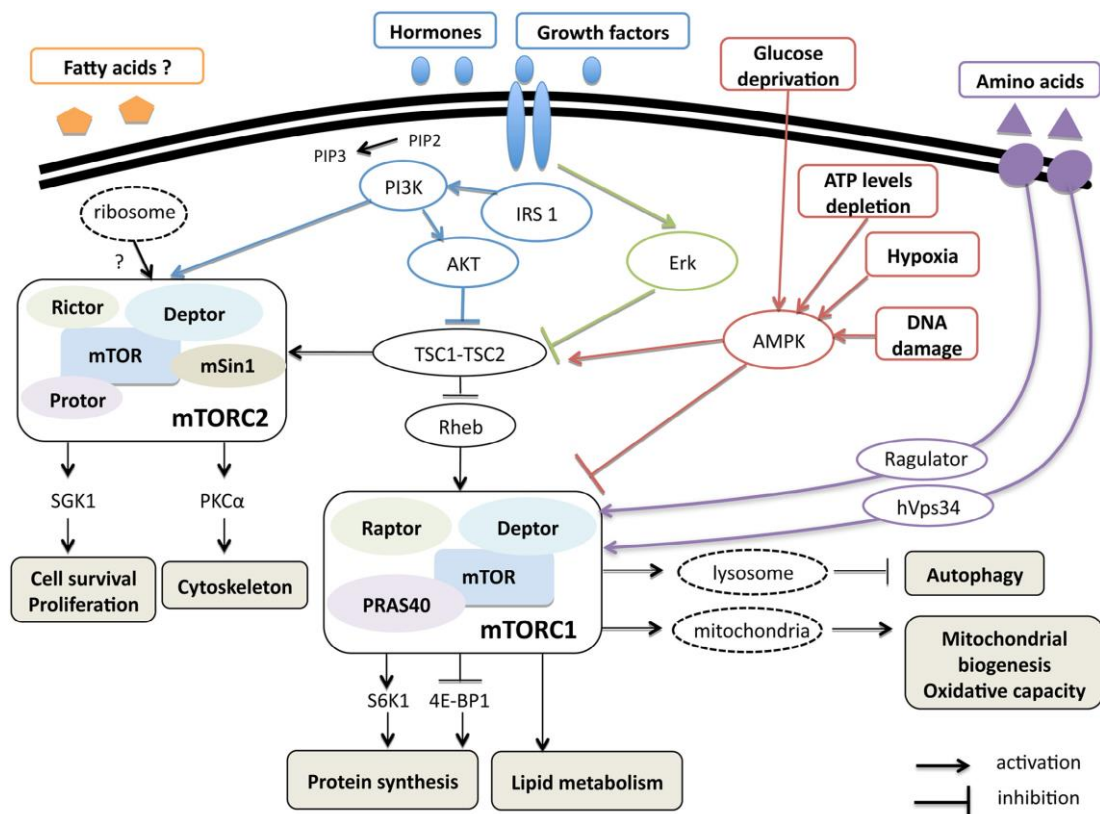 Hormones
Growth factors
Fatty acids ?
Glucose
deprivation
Amino acids
PIP3
PIP2
PI3K
IRS 1
ATP levels
depletion
ribosome
?
AKT
Erk
Hypoxia
Rictor
Deptor
mTOR
mSin1
Protor
mTORC2
TSC1-TSC2
AMPK
DNA
damage
Rheb
Ragulator
hVps34
SGK1
PKCα
Raptor
Deptor
mTOR
PRAS40
mTORC1
Cell survival
Proliferation
Cytoskeleton
lysosome
Autophagy
mitochondria
Mitochondrial
biogenesis
Oxidative capacity
S6K1
4E-BP1
Protein synthesis
Lipid metabolism
activation
inhibition